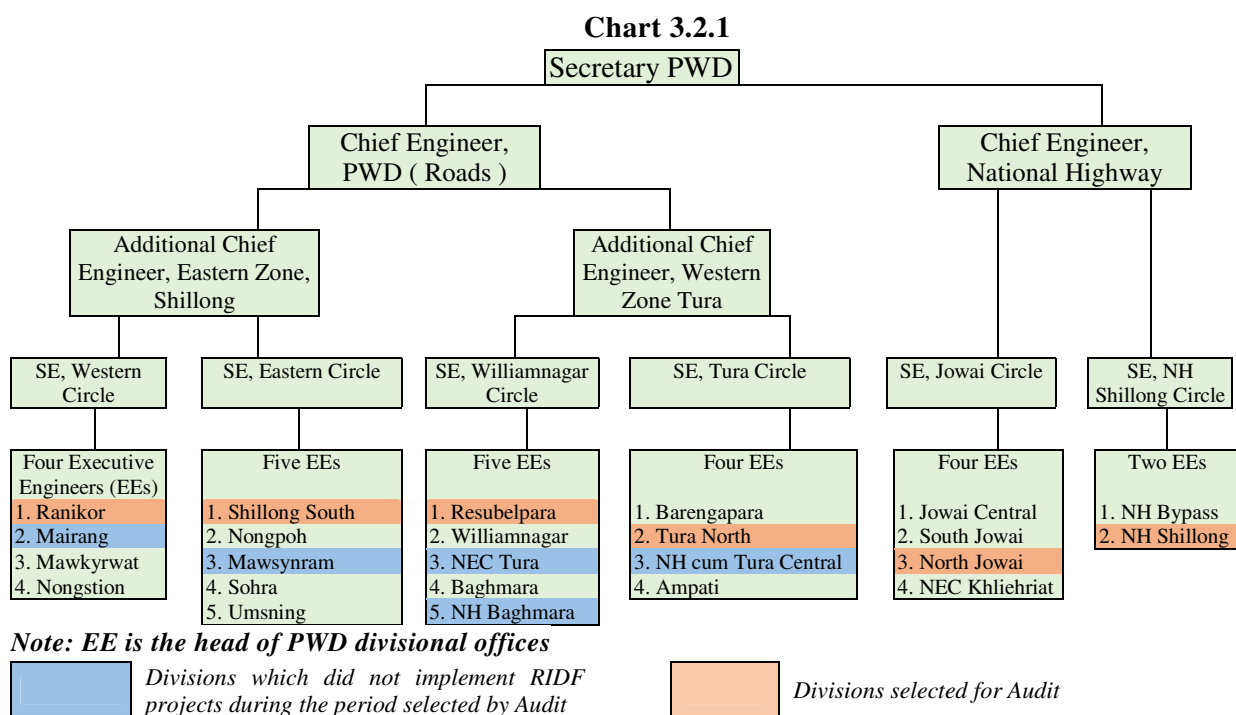 Chart 3.2.1
Secretary PWD
Chief Engineer,
PWD ( Roads )
Chief Engineer,
National Highway
Additional Chief
Engineer, Eastern Zone,
Shillong
Additional Chief
Engineer, Western
Zone Tura
SE, Western
Circle
SE, Eastern Circle
SE, Williamnagar
Circle
SE, Tura Circle
SE, Jowai Circle
SE, NH
Shillong Circle
Four Executive
Engineers (EEs)
1. Ranikor
2. Mairang
3. Mawkyrwat
4. Nongstion
Five EEs
1. Shillong South
2. Nongpoh
3. Mawsynram
4. Sohra
5. Umsning
Five EEs
1. Resubelpara
2. Williamnagar
3. NEC Tura
4. Baghmara
5. NH Baghmara
Four EEs
1. Barengapara
2. Tura North
3. NH cum Tura Central
4. Ampati
Four EEs
1. Jowai Central
2. South Jowai
3. North Jowai
4. NEC Khliehriat
Two EEs
1. NH Bypass
2. NH Shillong
Note: EE is the head of PWD divisional offices
Divisions which did not implement RIDF
projects during the period selected by Audit
Divisions selected for Audit